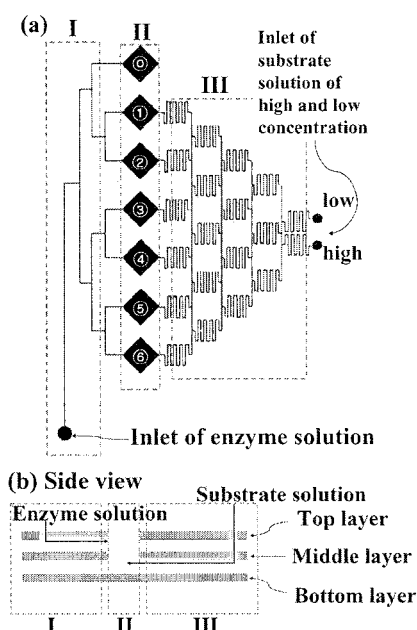 (a)
I
II
III
Inlet of
substrate
solution of
high and low
concentration
⓪
①
②
③
④
⑤
⑥
low
high
Inlet of enzyme solution
(b) Side view
Substrate solution
Enzyme solution
Top layer
Middle layer
Bottom layer
I
II
III